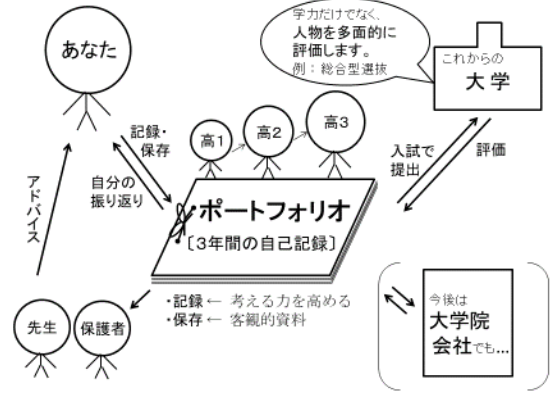 あなた
学力だけでなく、
人物を多面的に
評価します。
例：総合型選抜
これからの
大学
記録・
保存
自分の
振り返り
アドバイス
高1
高2
高3
入試で
提出
評価
ポートフォリオ
〔3年間の自己記録〕
・記録 ← 考える力を高める
・保存 ← 客観的資料
先生
保護者
今後は
大学院
会社でも...